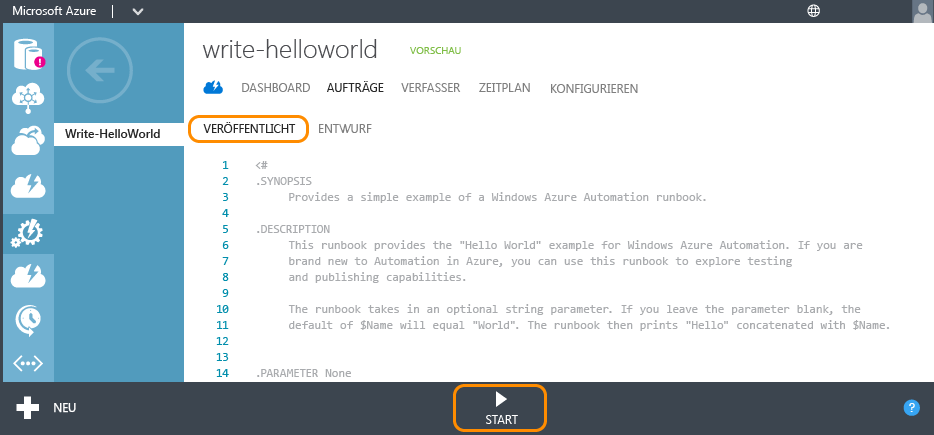 Microsoft Azure
write-helloworld VORSCHAU
DASHBOARD AUFTRÄGE VERFASSER ZEITPLAN KONFIGURIEREN
Write-HelloWorld
VERÖFFENTLICHT ENTWURF
1 <#
2 .SYNOPSIS
3 Provides a simple example of a Windows Azure Automation runbook.
4
5 .DESCRIPTION
6 This runbook provides the "Hello World" example for Windows Azure Automation. If you are
7 brand new to Automation in Azure, you can use this runbook to explore testing
8 and publishing capabilities.
9
10 The runbook takes in an optional string parameter. If you leave the parameter blank, the
11 default of $Name will equal "World". The runbook then prints "Hello" concatenated with $Name.
12
13
14 .PARAMETER None
NEU
START
?